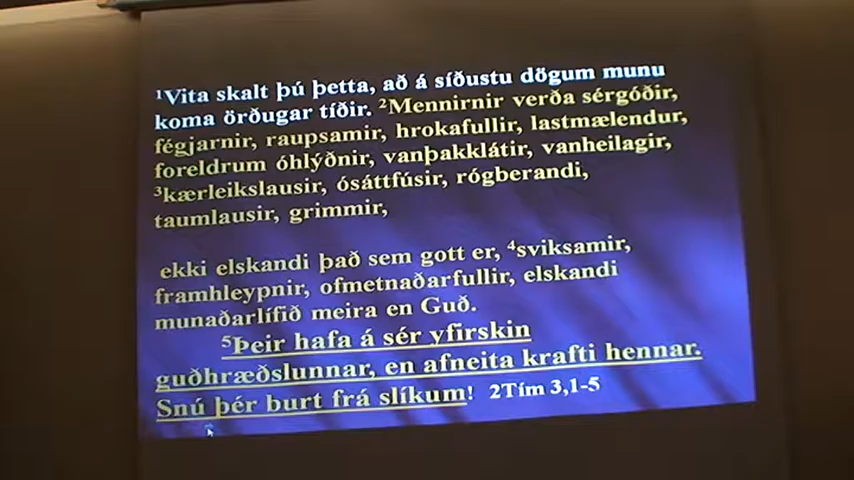 ¹Vita skalt þú þetta, að á síðustu dögum munu
koma örðugar tíðir. ²Mennirnir verða sérgóðir,
fégjarnir, raupsamir, hrokafullir, lastmælendur,
foreldrum óhlýðnir, vanþakklátir, vanheilagir,
³kærleikslausir, ósáttfúsir, rógberandi,
taumlausir, grimmir,
ekki elskandi það sem gott er, ⁴sviksamir,
framhleypnir, ofmetnaðarfullir, elskandi
munaðarlífið meira en Guð.
⁵Þeir hafa á sér yfirskin
guðhræðslunnar, en afneita krafti hennar.
Snú þér burt frá slíkum! 2Tím 3,1-5